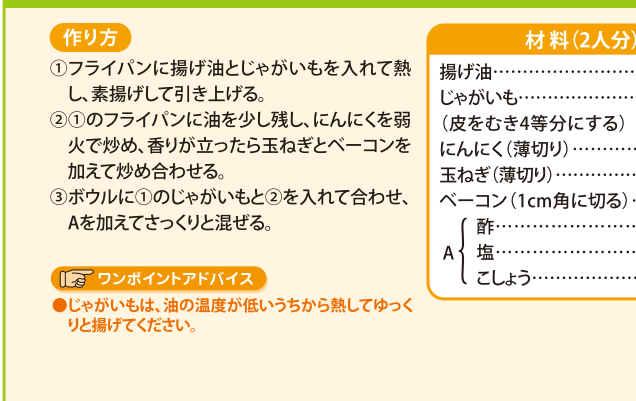 作り方
①フライパンに揚げ油とじゃがいもを入れて熱
し、素揚げして引き上げる。
②①のフライパンに油を少し残し、にんにくを弱
火で炒め、香りが立ったら玉ねぎとベーコンを
加えて炒め合わせる。
③ボウルに①のじゃがいもと②を入れて合わせ、
Aを加えてさっくりと混ぜる。
ワンポイントアドバイス
●じゃがいもは、油の温度が低いうちから熱してゆっく
りと揚げてください。
材料(2人分)
揚げ油……………………
じゃがいも…………………
(皮をむき4等分にする)
にんにく(薄切り)…………
玉ねぎ(薄切り)……………
ベーコン(1cm角に切る)‥
A
酢……………………
塩……………………
こしょう………………